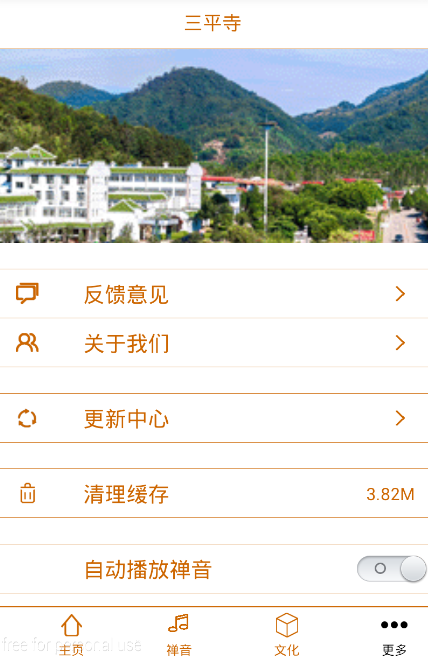 三平寺
反馈意见
关于我们
更新中心
清理缓存
3.82M
自动播放禅音
free for personal use
主页
禅音
文化
更多